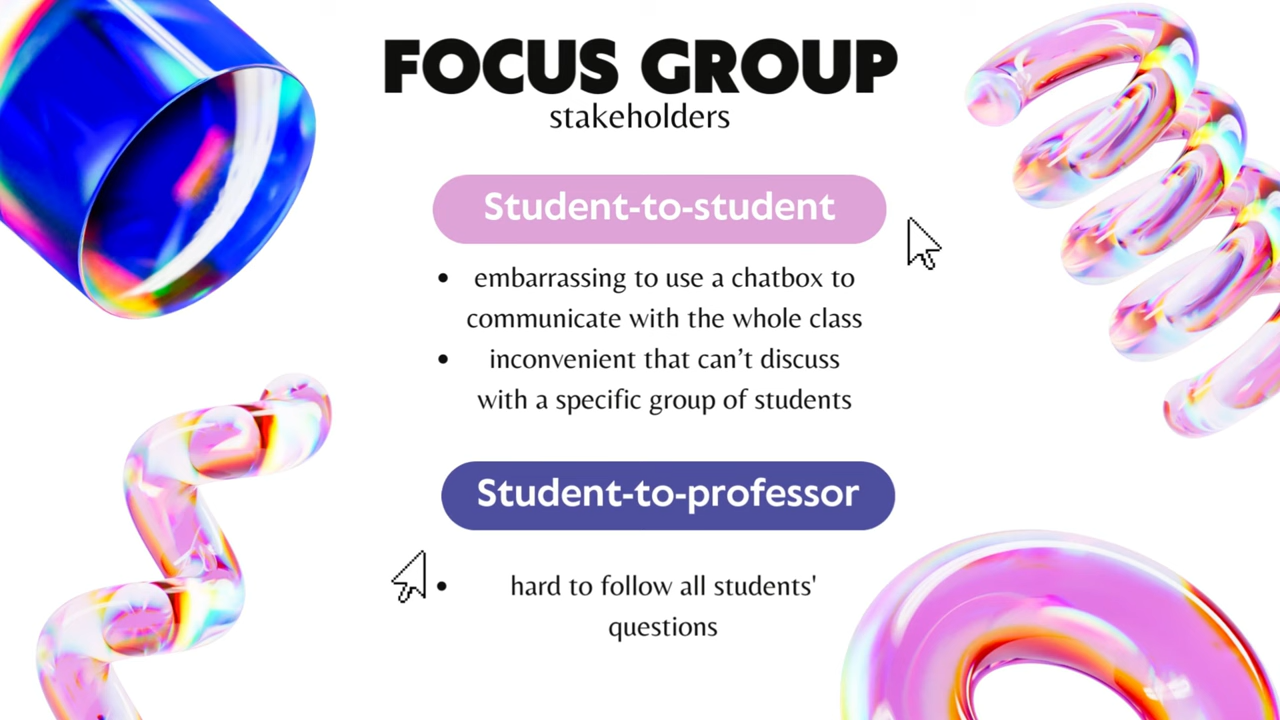 FOCUS GROUP
stakeholders
Student-to-student
• embarrassing to use a chatbox to
communicate with the whole class
• inconvenient that can’t discuss
with a specific group of students
Student-to-professor
• hard to follow all students'
questions